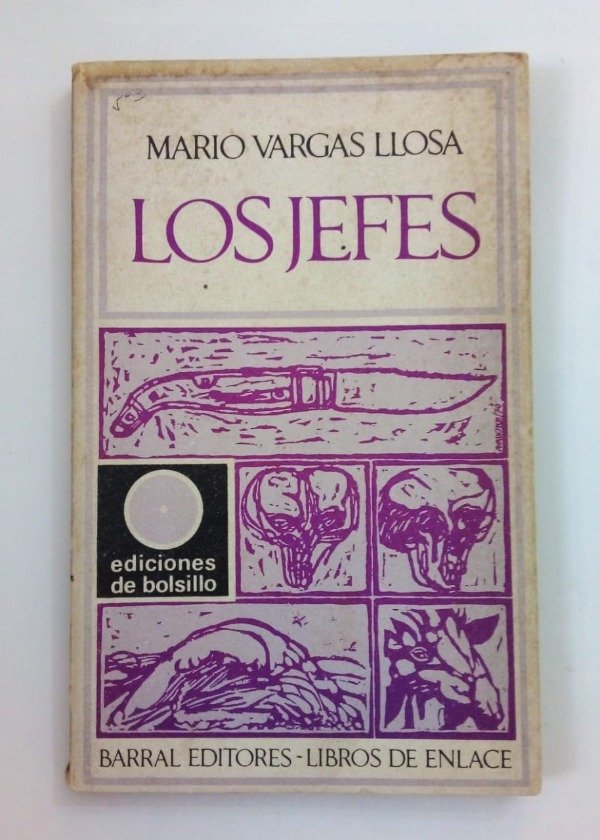 MARIO VARGAS LLOSA
LOS JEFES
ediciones
de bolsillo
BARRAL EDITORES - LIBROS DE ENLACE